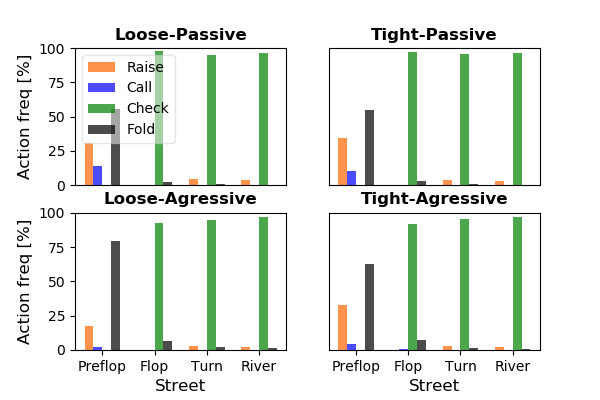 Loose-Passive
Tight-Passive
Action freq [%]
100
75
50
25
0
Raise
Call
Check
Fold
Loose-Agressive
Tight-Agressive
Action freq [%]
100
75
50
25
0
Preflop Flop Turn River
Preflop Flop Turn River
Street
Street